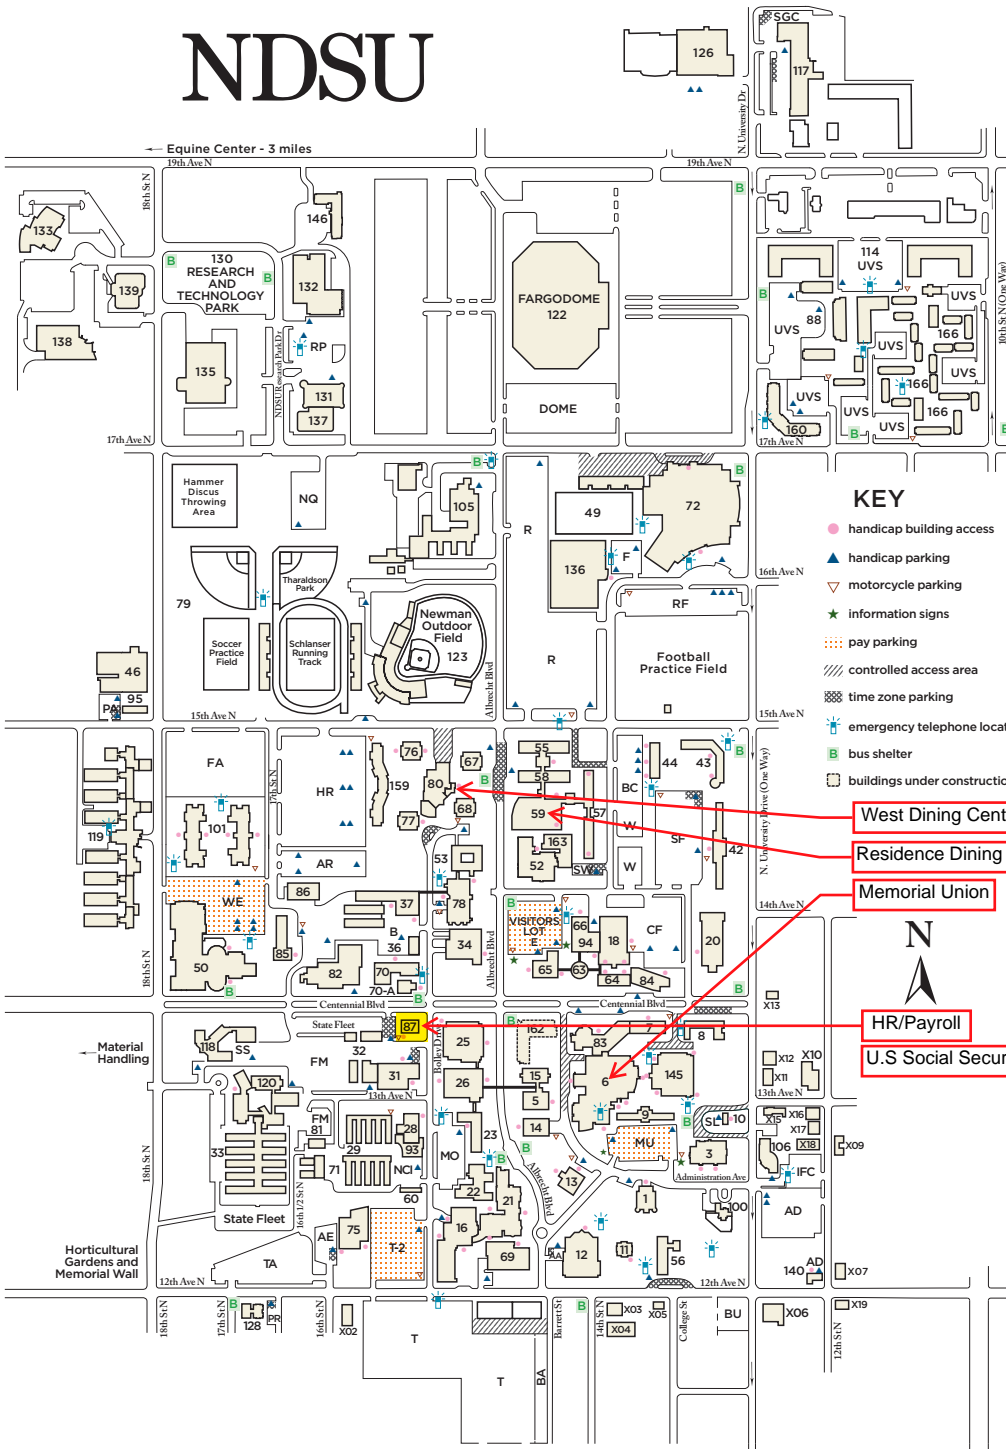 NDSU
SGC
126
117
N. University Dr
← Equine Center - 3 miles
19th Ave N
19th Ave N
18th St N
146
133
130
RESEARCH
AND
TECHNOLOGY
PARK
B
B
B
132
139
138
135
RP
NDSU Research Park Dr
131
137
FARGODOME
122
DOME
114
UVS
UVS
88
UVS
166
UVS
UVS
166
UVS
UVS
166
UVS
160
B
B
B
10th St N (One Way)
17th Ave N
17th Ave N
Hammer
Discus
Throwing
Area
NQ
B
105
R
49
72
B
136
F
RF
16th Ave N
KEY
handicap building access
handicap parking
motorcycle parking
information signs
pay parking
controlled access area
time zone parking
emergency telephone locat
B bus shelter
buildings under constructio
79
Tharaldson
Park
Soccer
Practice
Field
Schlanser
Running
Track
Newman
Outdoor
Field
123
R
Football
Practice Field
46
95
PA
Albrecht Blvd
15th Ave N
15th Ave N
FA
17th St N
HR
76
159
80
67
B
68
77
55
58
59
57
163
52
SW
BC
W
W
44
43
B
SF
42
N. University Drive (One Way)
West Dining Cent
Residence Dining
Memorial Union
119
101
AR
53
WE
86
37
78
B
36
34
85
82
70
70-A
50
B
B
Albrecht Blvd
B
VISITORS
LOT
E
66
94
18
65
63
64
84
CF
20
B
14th Ave N
18th St N
Centennial Blvd
Centennial Blvd
N
X13
HR/Payroll
U.S Social Secur
← Material
Handling
State Fleet
87
32
118
SS
FM
31
13th Ave N
120
Bolley Dr
25
26
B
162
15
5
14
B
83
7
8
6
145
9
MU
B
SL
10
3
Administration Ave
X12
X10
X11
13th Ave N
X15
X16
X17
X18
X09
106
IFC
FM
81
29
28
93
71
NCI
60
33
18th St N
16th 1/2 St N
State Fleet
MO
23
B
22
21
16
69
Albrecht Blvd
13
1
100
AD
AE
75
T-2
TA
AA
12
11
56
AD
140
X07
Horticultural
Gardens and
Memorial Wall
12th Ave N
12th Ave N
18th St N
17th St N
B
128
PR
16th St N
X02
T
T
BA
Barrett St
B
14th St N
X03
X04
X05
College St
BU
X06
X19
12th St N